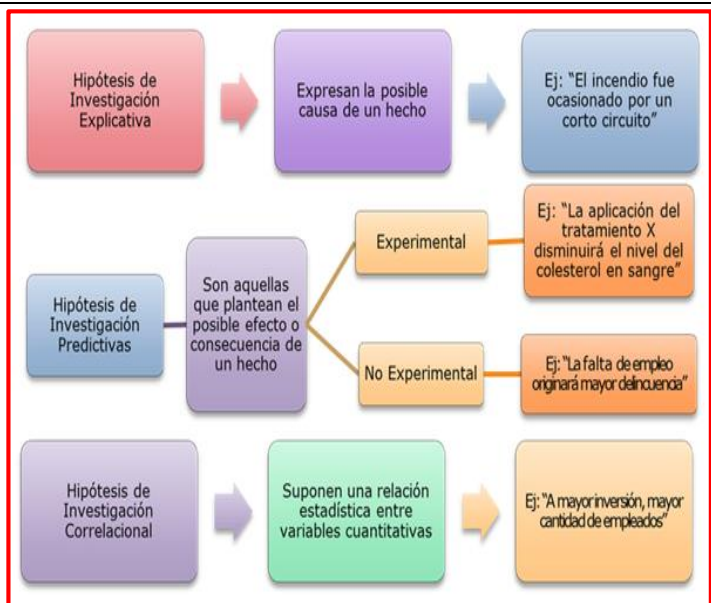 Hipótesis de
Investigación
Explicativa
Expresan la posible
causa de un hecho
Ej: “El incendio fue
ocasionado por un
corto circuito”
Hipótesis de
Investigación
Predictivas
Son aquellas
que plantean el
posible efecto o
consecuencia de
un hecho
Experimental
Ej: “La aplicación del
tratamiento X
disminuirá el nivel del
colesterol en sangre”
No Experimental
Ej: “La falta de empleo
originará mayor delincuencia”
Hipótesis de
Investigación
Correlacional
Suponen una relación
estadística entre
variables cuantitativas
Ej: “A mayor inversión, mayor
cantidad de empleados”